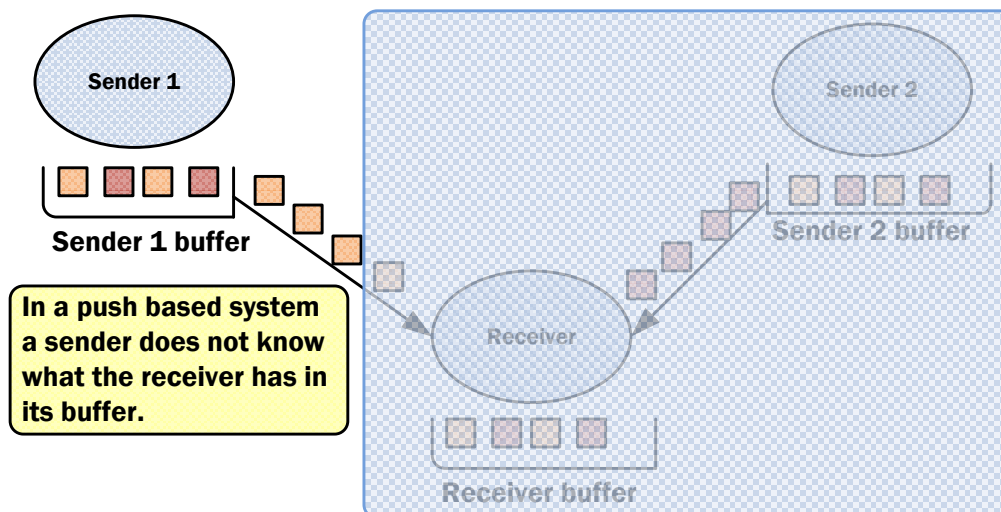 Sender 1
Sender 2
Sender 1 buffer
Sender 2 buffer
In a push based system
a sender does not know
what the receiver has in
its buffer.
Receiver
Receiver buffer